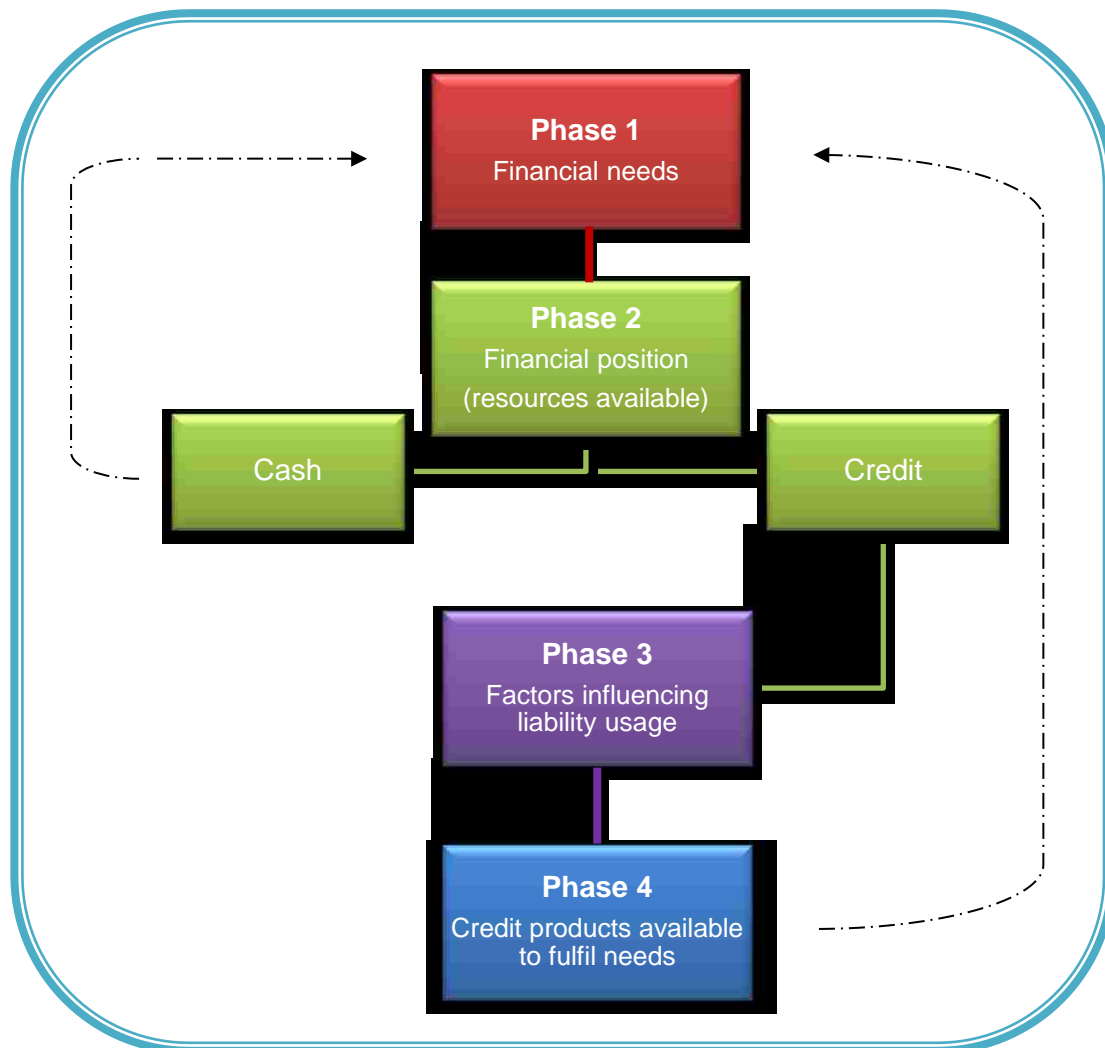 Phase 1
Financial needs
Phase 2
Financial position
(resources available)
Cash
Credit
Phase 3
Factors influencing
liability usage
Phase 4
Credit products available
to fulfil needs